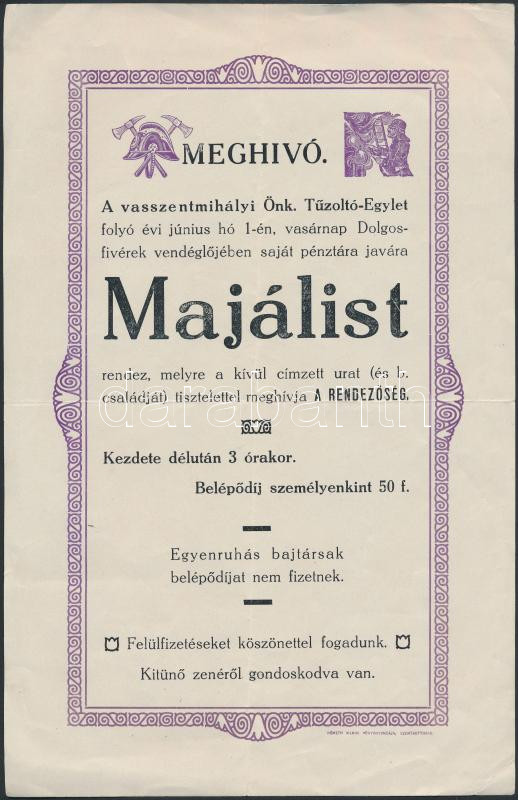 MEGHIVÓ.
A vasszentmihályi Önk. Tűzoltó-Egylet
folyó évi június hó 1-én, vasárnap Dolgos-
fivérek vendéglőjében saját pénztára javára
Majálist
rendez, melyre a kívül címzett urat (és b.
családját) tisztelettel meghívja A RENDEZŐSÉG.
darabanth
Kezdete délután 3 órakor.
Belépődíj személyenkint 50 f.
Egyenruhás bajtársak
belépődíjat nem fizetnek.
Felülfizetéseket köszönettel fogadunk.
Kitünő zenéről gondoskodva van.